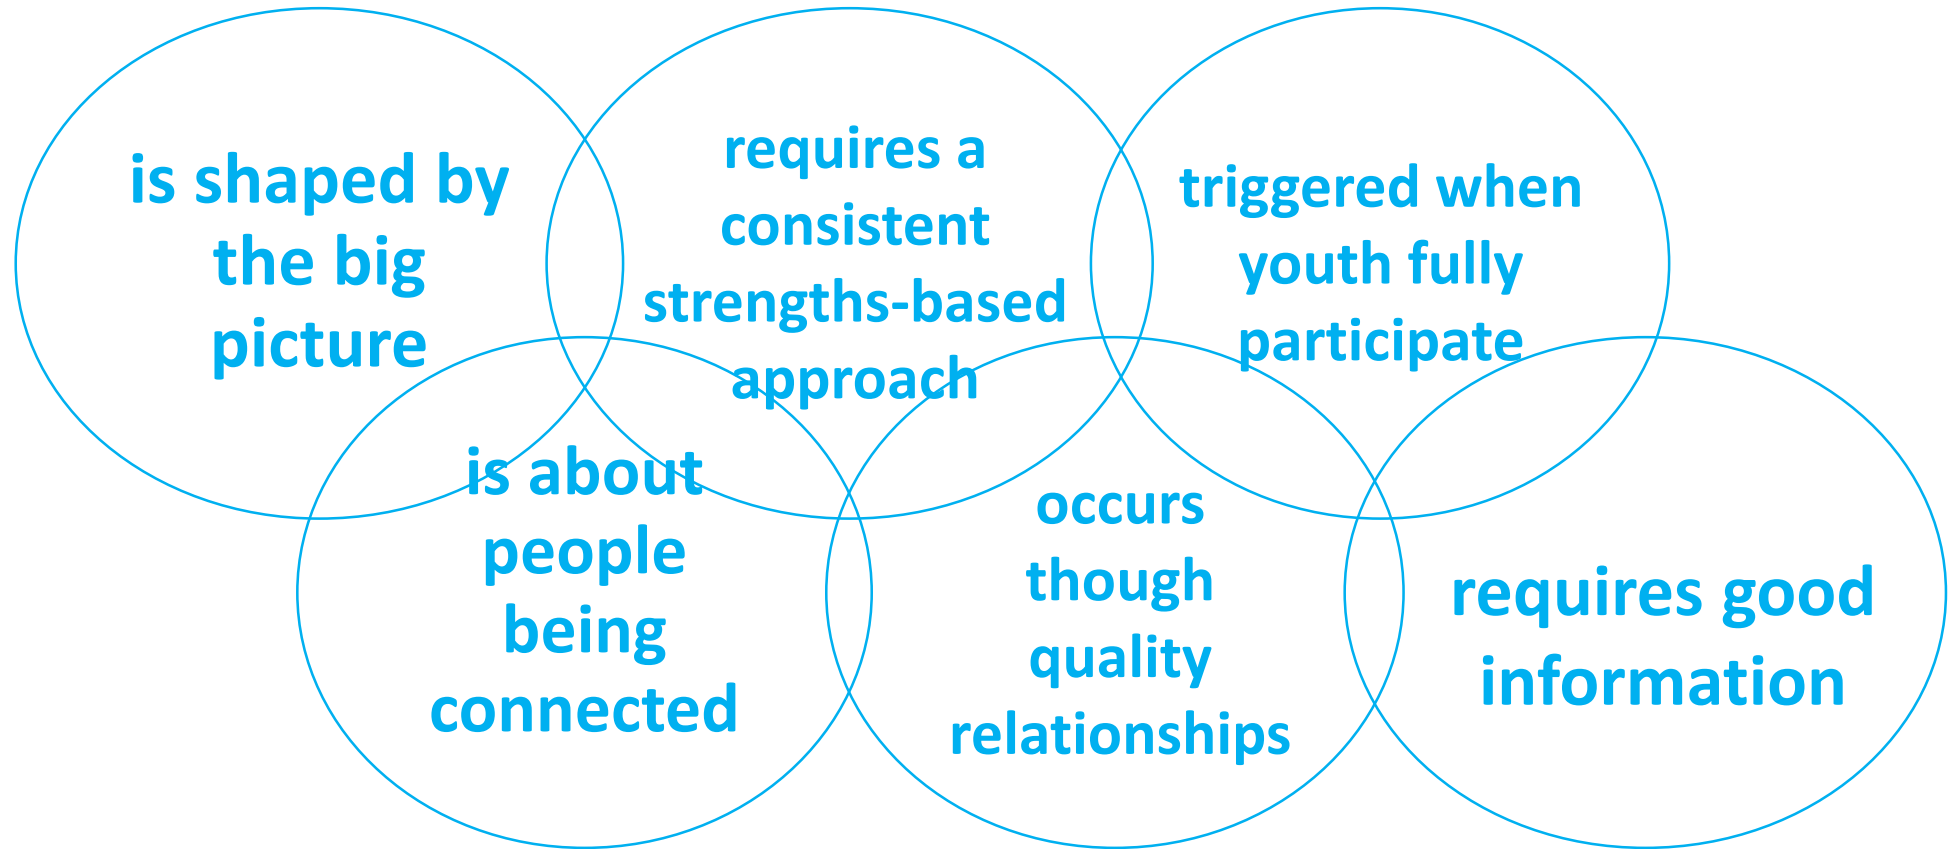 is shaped by
the big
picture
requires a
consistent
strengths-based
approach
triggered when
youth fully
participate
is about
people
being
connected
occurs
though
quality
relationships
requires good
information